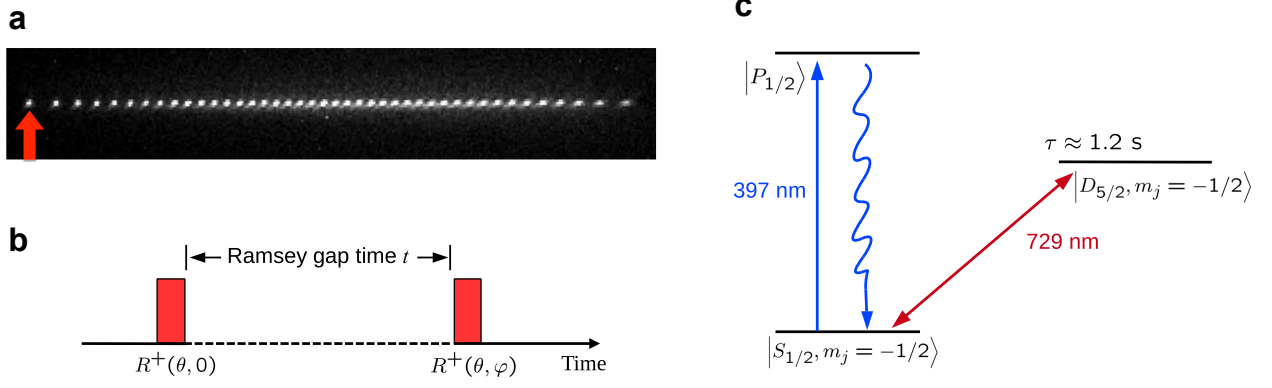 a
b
Ramsey gap time t
R⁺(θ,0)
R⁺(θ,φ)
Time
c
|P₁/₂⟩
397 nm
τ ≈ 1.2 s
|D₅/₂, mⱼ = −1/2⟩
729 nm
|S₁/₂, mⱼ = −1/2⟩